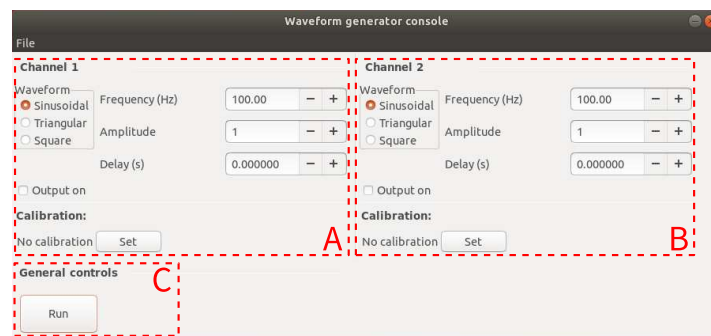 Waveform generator console
File
Channel 1
Waveform
Sinusoidal
Triangular
Square
Frequency (Hz) 100.00 − +
Amplitude 1 − +
Delay (s) 0.000000 − +
Output on
Calibration:
No calibration Set
A
Channel 2
Waveform
Sinusoidal
Triangular
Square
Frequency (Hz) 100.00 − +
Amplitude 1 − +
Delay (s) 0.000000 − +
Output on
Calibration:
No calibration Set
B
General controls
C
Run